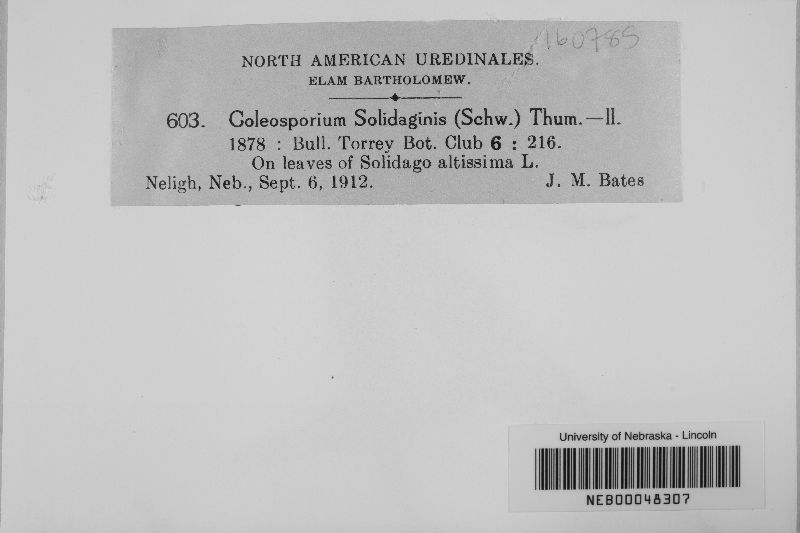 160785
NORTH AMERICAN UREDINALES.
ELAM BARTHOLOMEW.
603. Coleosporium Solidaginis (Schw.) Thum.—II.
1878 : Bull. Torrey Bot. Club 6 : 216.
On leaves of Solidago altissima L.
Neligh, Neb., Sept. 6, 1912. J. M. Bates
University of Nebraska - Lincoln
NEB00048307